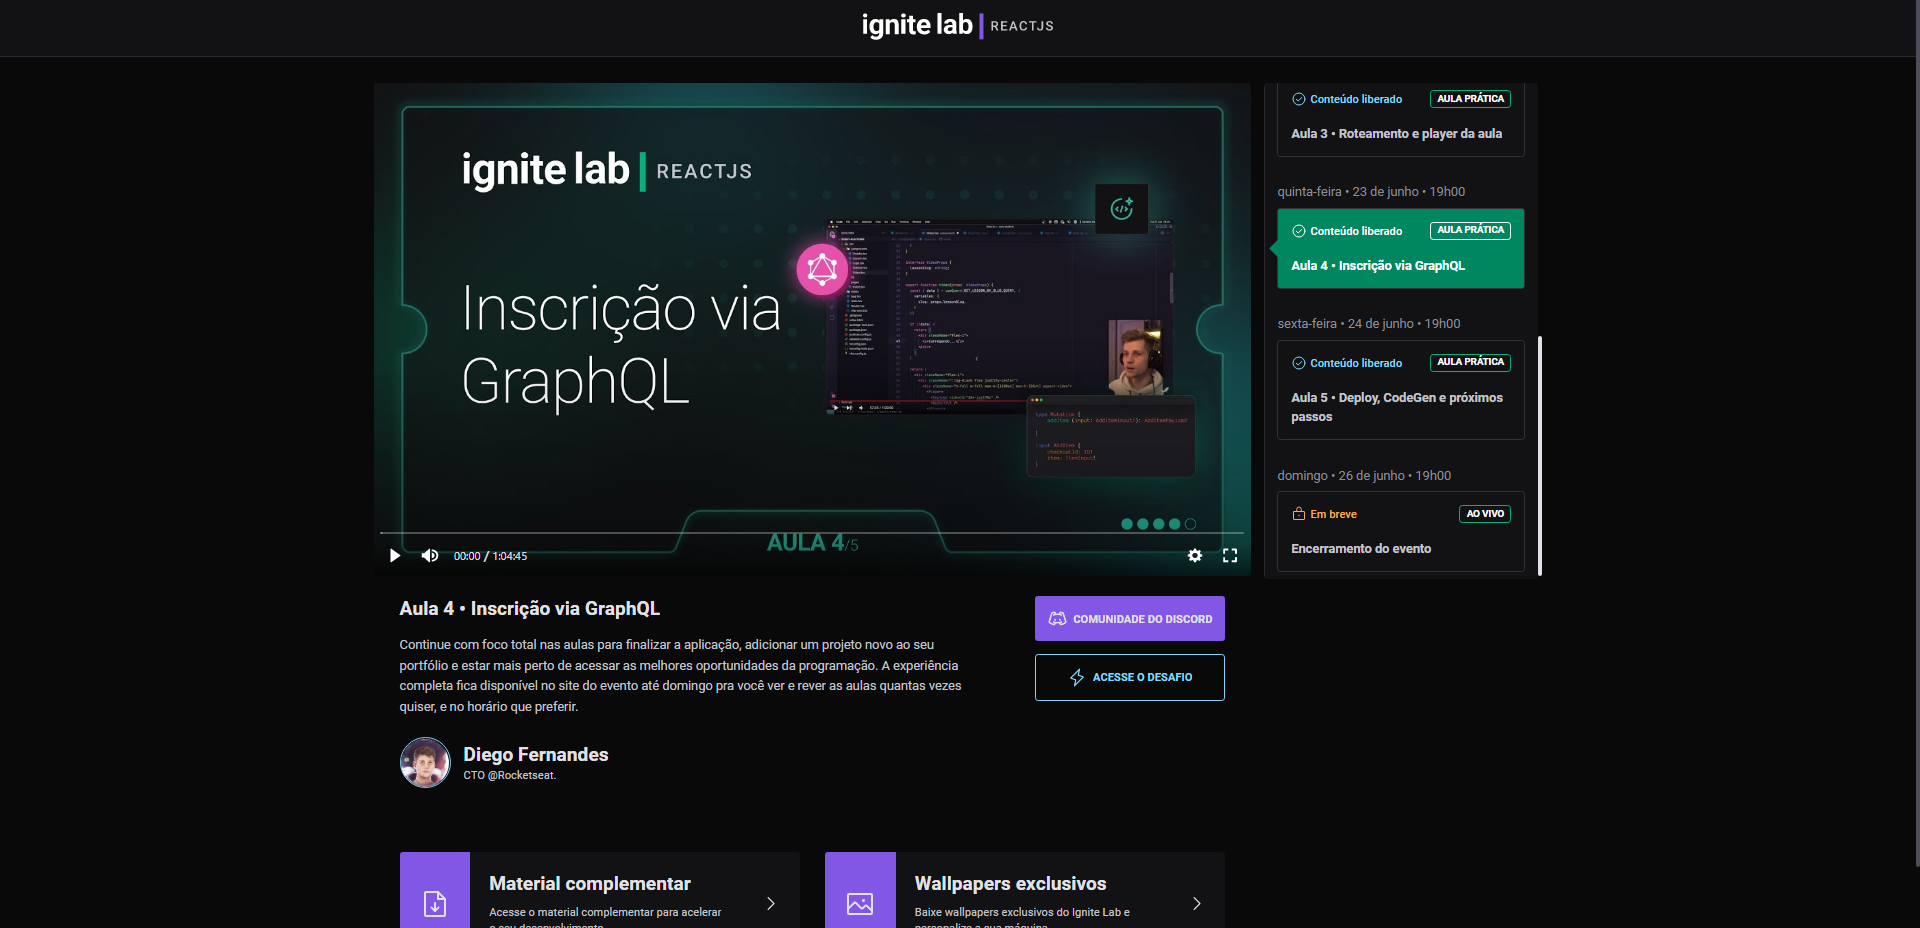 ignite lab | REACTJS
ignite lab | REACTJS
Inscrição via
GraphQL
AULA 4/5
00:00 / 1:04:45
Conteúdo liberado
AULA PRÁTICA
Aula 3 • Roteamento e player da aula
quinta-feira • 23 de junho • 19h00
Conteúdo liberado
AULA PRÁTICA
Aula 4 • Inscrição via GraphQL
sexta-feira • 24 de junho • 19h00
Conteúdo liberado
AULA PRÁTICA
Aula 5 • Deploy, CodeGen e próximos
passos
domingo • 26 de junho • 19h00
Em breve
AO VIVO
Encerramento do evento
Aula 4 • Inscrição via GraphQL
Continue com foco total nas aulas para finalizar a aplicação, adicionar um projeto novo ao seu
portfólio e estar mais perto de acessar as melhores oportunidades da programação. A experiência
completa fica disponível no site do evento até domingo pra você ver e rever as aulas quantas vezes
quiser, e no horário que preferir.
COMUNIDADE DO DISCORD
ACESSE O DESAFIO
Diego Fernandes
CTO @Rocketseat.
Material complementar
Acesse o material complementar para acelerar
o seu desenvolvimento
Wallpapers exclusivos
Baixe wallpapers exclusivos do Ignite Lab e
personalize a sua máquina